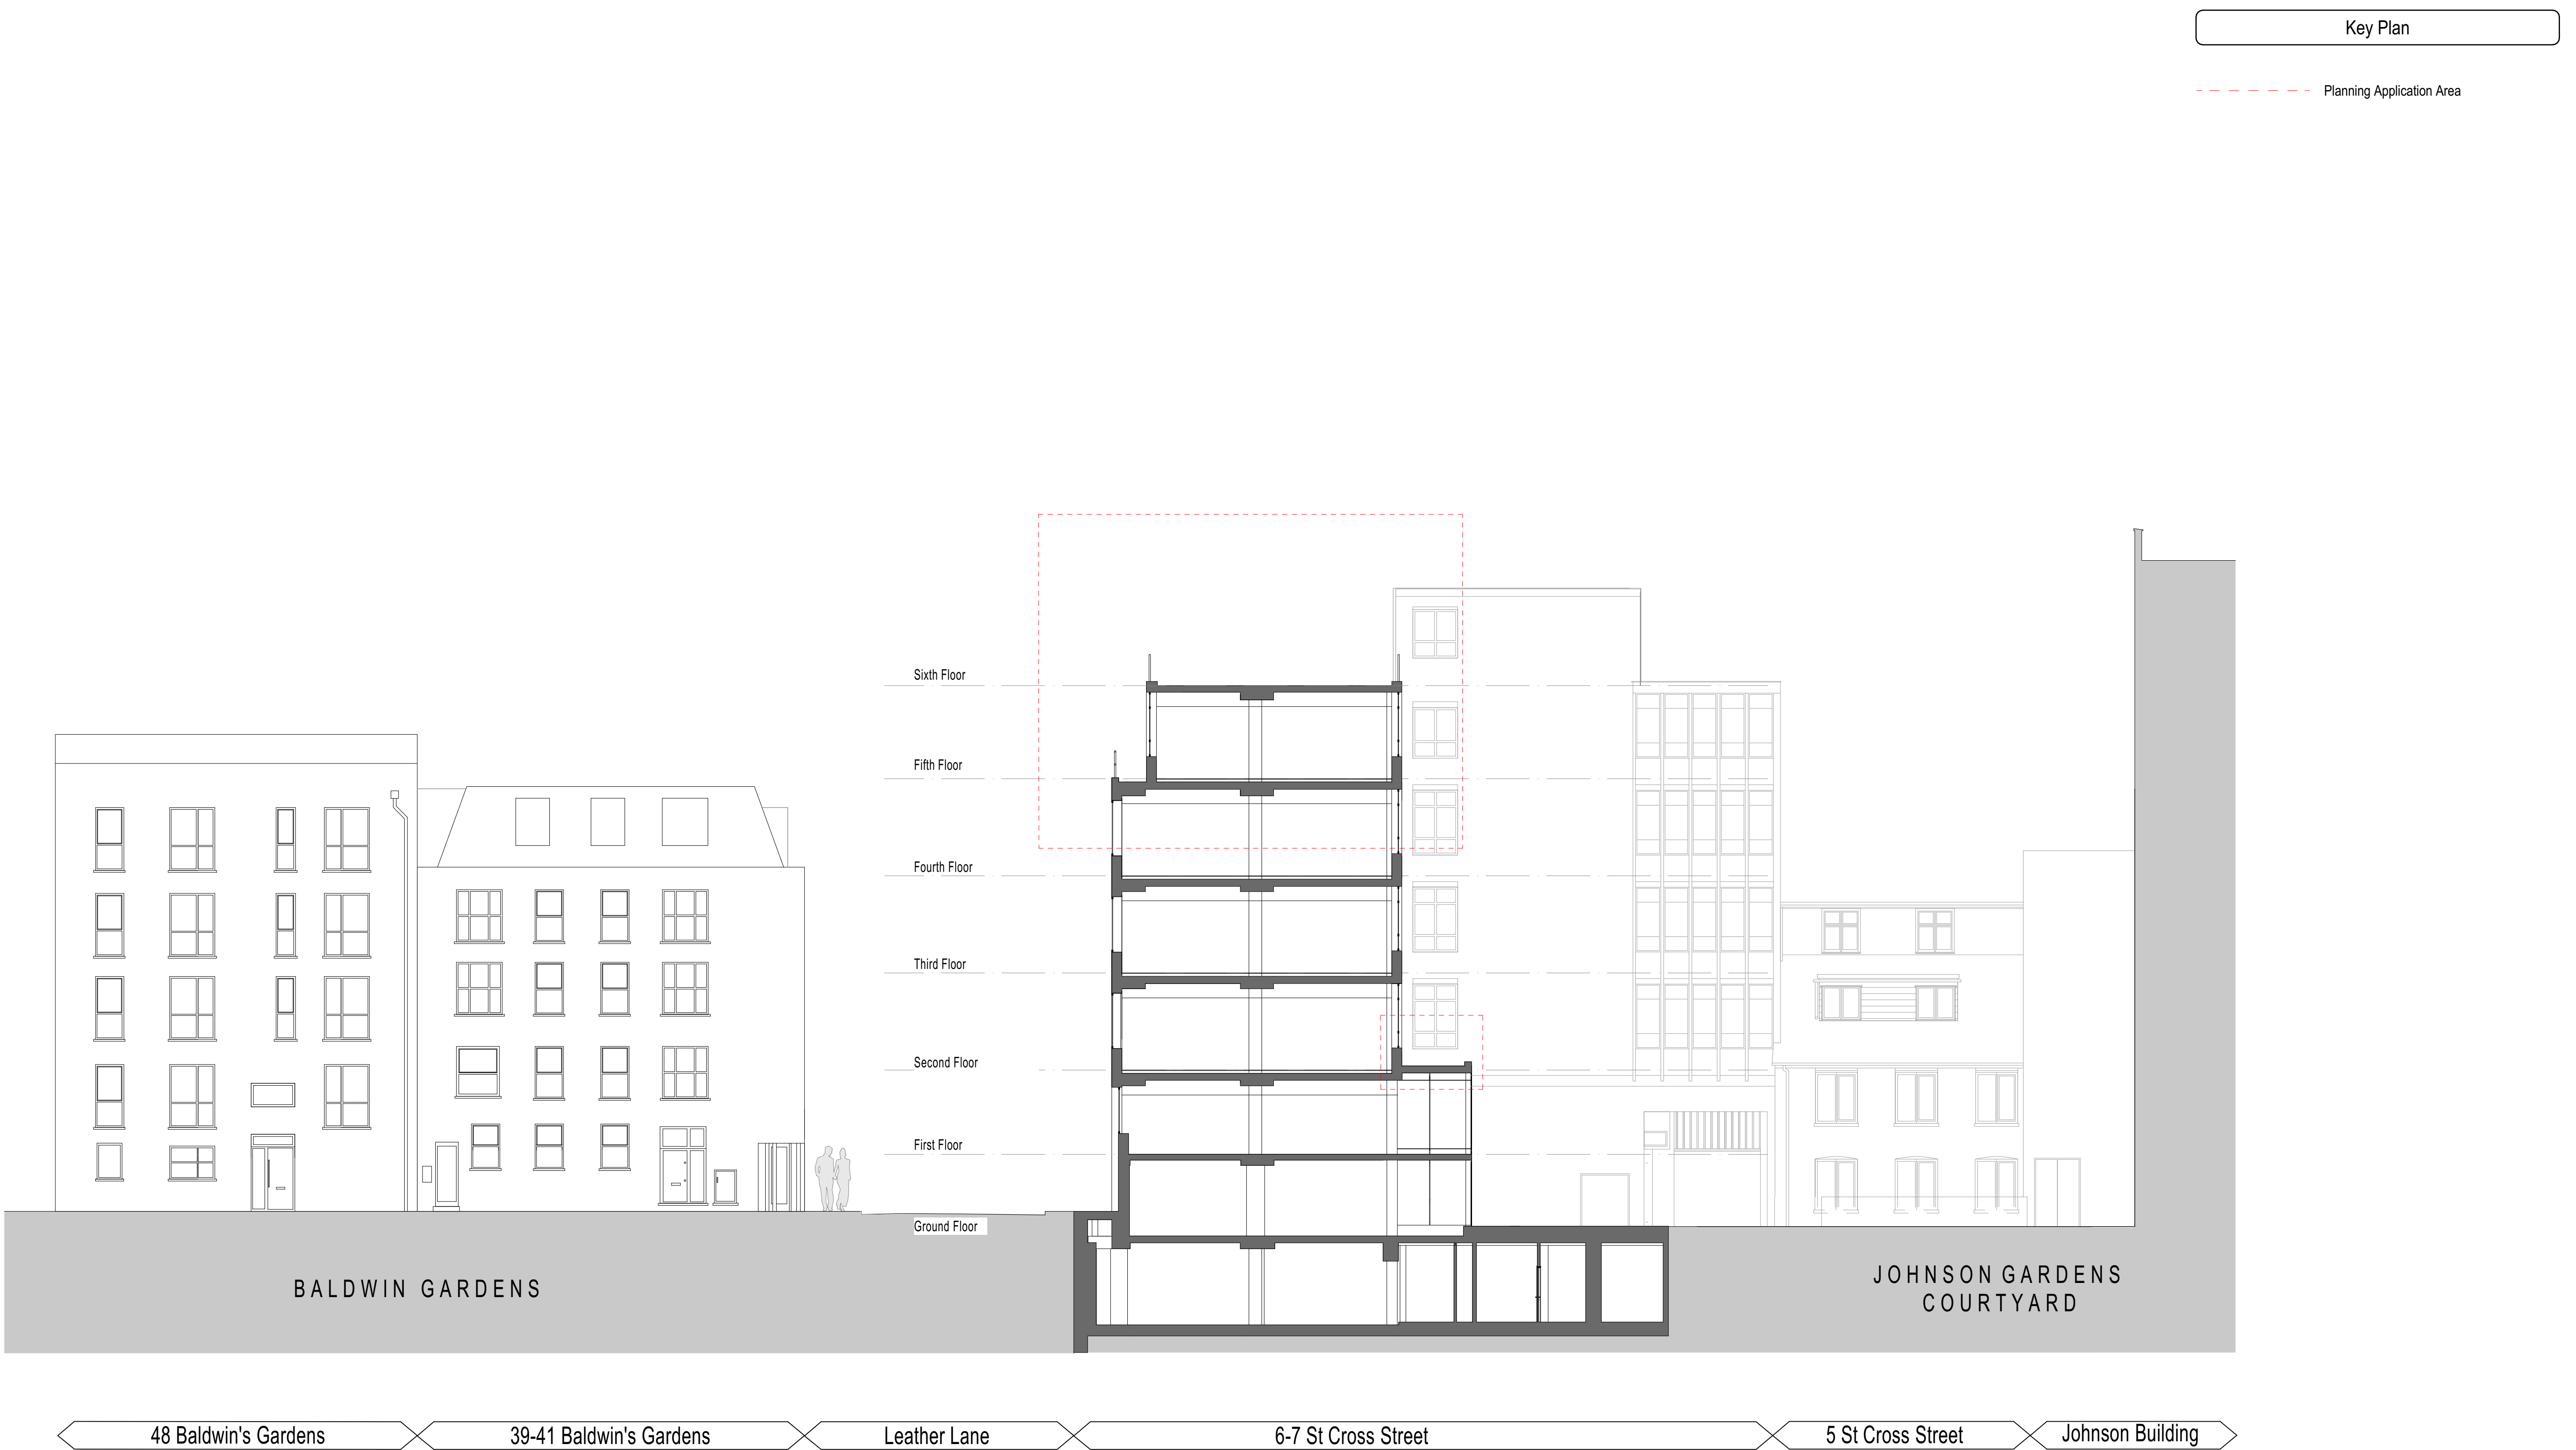 Key Plan
Planning Application Area
Sixth Floor
Fifth Floor
Fourth Floor
Third Floor
Second Floor
First Floor
Ground Floor
BALDWIN GARDENS
JOHNSON GARDENS
COURTYARD
48 Baldwin's Gardens
39-41 Baldwin's Gardens
Leather Lane
6-7 St Cross Street
5 St Cross Street
Johnson Building